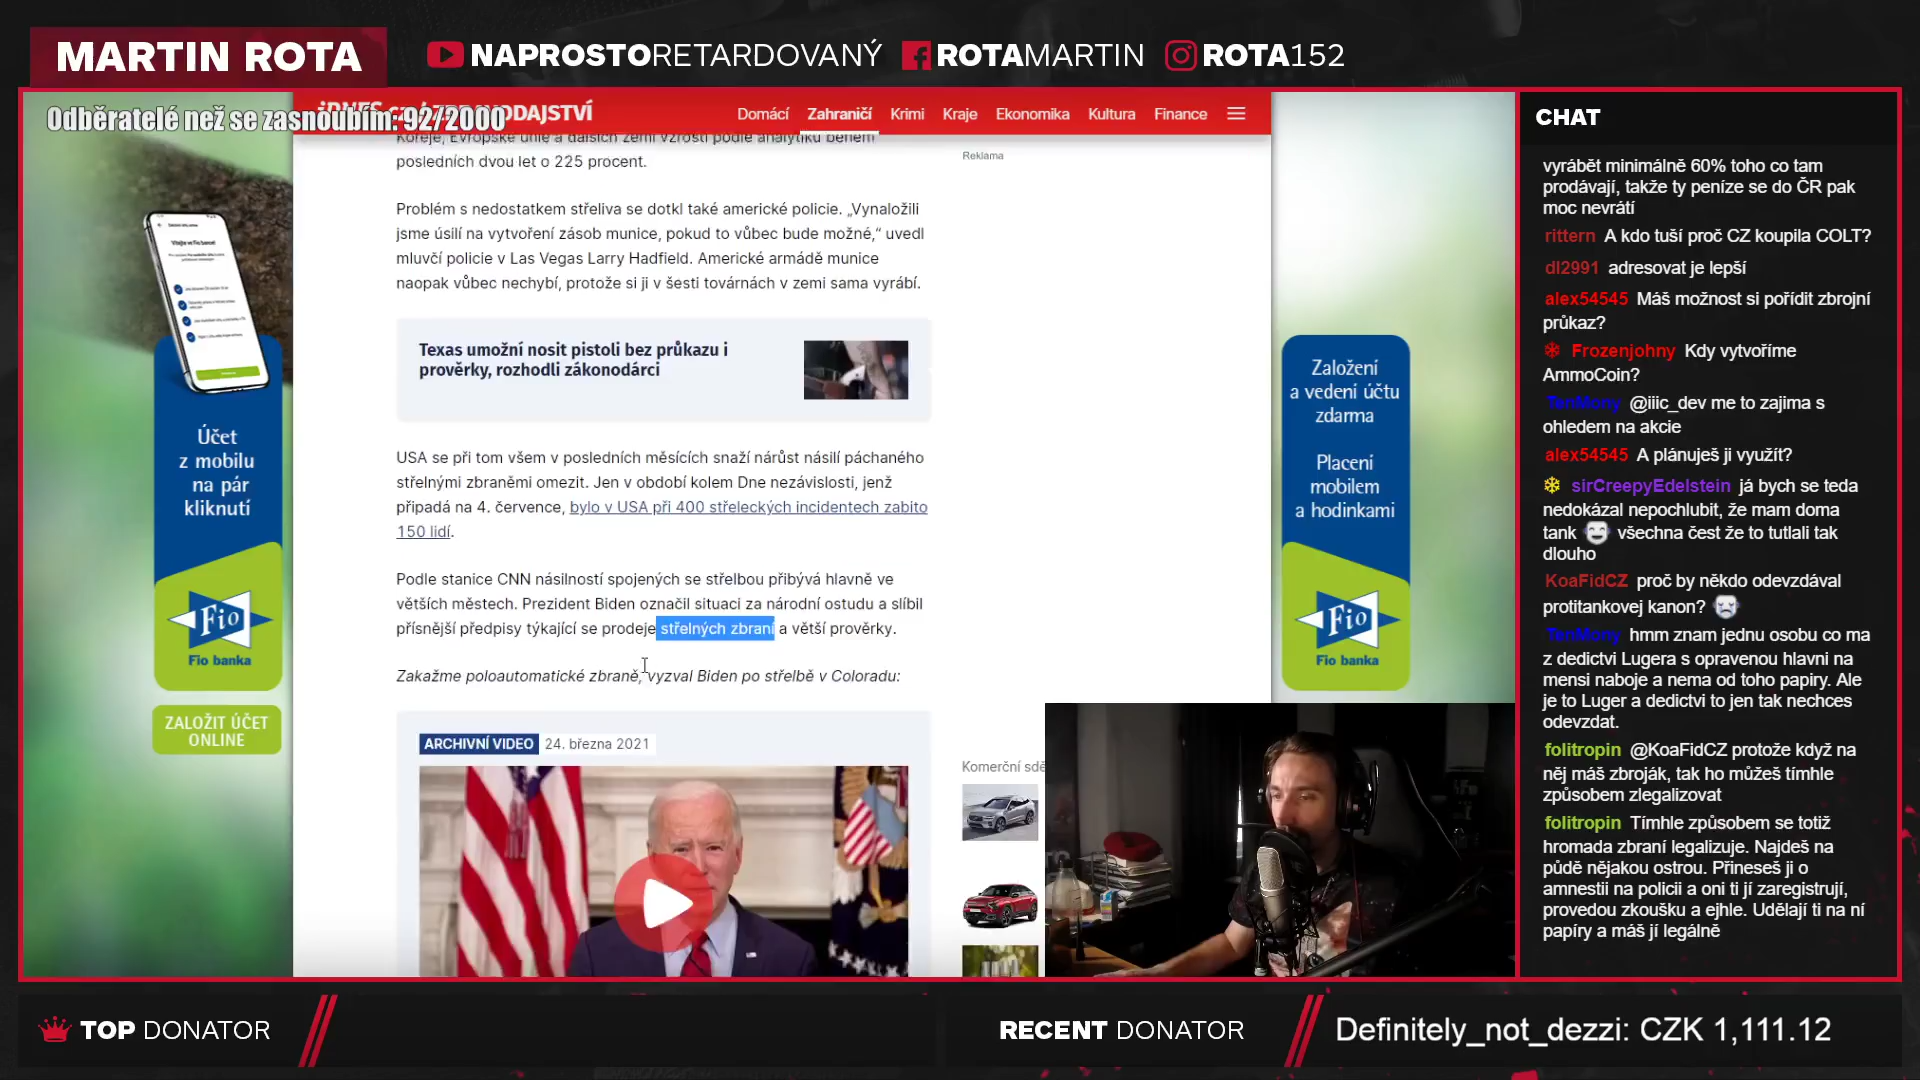 MARTIN ROTA
NAPROSTORETARDOVANÝ
ROTAMARTIN
ROTA152
Odběratelé než se zasnoubím: 92/2000
Domácí Zahraničí Krimi Kraje Ekonomika Kultura Finance
Koreje, Evropské unie a dalších zemí vzrostl podle analytiků během
posledních dvou let o 225 procent.
Reklama
Problém s nedostatkem střeliva se dotkl také americké policie. „Vynaložili
jsme úsilí na vytvoření zásob munice, pokud to vůbec bude možné,“ uvedl
mluvčí policie v Las Vegas Larry Hadfield. Americké armádě munice
naopak vůbec nechybí, protože si ji v šesti továrnách v zemi sama vyrábí.
Texas umožní nosit pistoli bez průkazu i
prověrky, rozhodli zákonodárci
USA se při tom všem v posledních měsících snaží nárůst násilí páchaného
střelnými zbraněmi omezit. Jen v období kolem Dne nezávislosti, jenž
připadá na 4. července, bylo v USA při 400 střeleckých incidentech zabito
150 lidí.
Podle stanice CNN násilností spojených se střelbou přibývá hlavně ve
větších městech. Prezident Biden označil situaci za národní ostudu a slíbil
přísnější předpisy týkající se prodeje střelných zbraní a větší prověrky.
Zakažme poloautomatické zbraně, vyzval Biden po střelbě v Coloradu:
ARCHIVNÍ VIDEO 24. března 2021
Komerční sdě
Účet
z mobilu
na pár
kliknutí
Fio
Fio banka
ZALOŽIT ÚČET
ONLINE
Založení
a vedení účtu
zdarma
Placení
mobilem
a hodinkami
Fio
Fio banka
CHAT
vyrábět minimálně 60% toho co tam
prodávají, takže ty peníze se do ČR pak
moc nevrátí
rittern A kdo tuší proč CZ koupila COLT?
dl2991 adresovat je lepší
alex54545 Máš možnost si pořídit zbrojní
průkaz?
Frozenjohny Kdy vytvoříme
AmmoCoin?
TenMony @iiic_dev me to zajima s
ohledem na akcie
alex54545 A plánuješ ji využít?
sirCreepyEdelstein já bych se teda
nedokázal nepochlubit, že mam doma
tank všechna čest že to tutlali tak
dlouho
KoaFidCZ proč by někdo odevzdával
protitankovej kanon?
TenMony hmm znam jednu osobu co ma
z dedictvi Lugera s opravenou hlavni na
mensi naboje a nema od toho papiry. Ale
je to Luger a dedictvi to jen tak nechces
odevzdat.
folitropin @KoaFidCZ protože když na
něj máš zbroják, tak ho můžeš tímhle
způsobem zlegalizovat
folitropin Tímhle způsobem se totiž
hromada zbraní legalizuje. Najdeš na
půdě nějakou ostrou. Přineseš ji o
amnestii na policii a oni ti jí zaregistrují,
provedou zkoušku a ejhle. Udělají ti na ní
papíry a máš jí legálně
TOP DONATOR
RECENT DONATOR
Definitely_not_dezzi: CZK 1,111.12